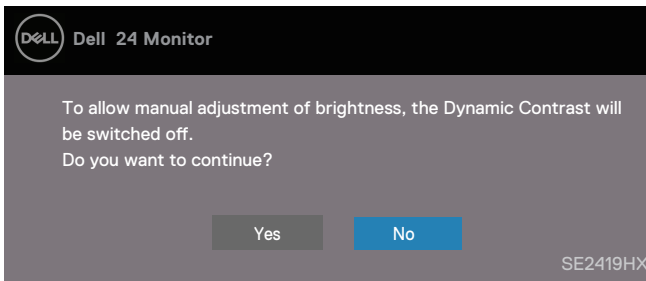 DELL Dell 24 Monitor
To allow manual adjustment of brightness, the Dynamic Contrast will
be switched off.
Do you want to continue?
Yes No
SE2419HX